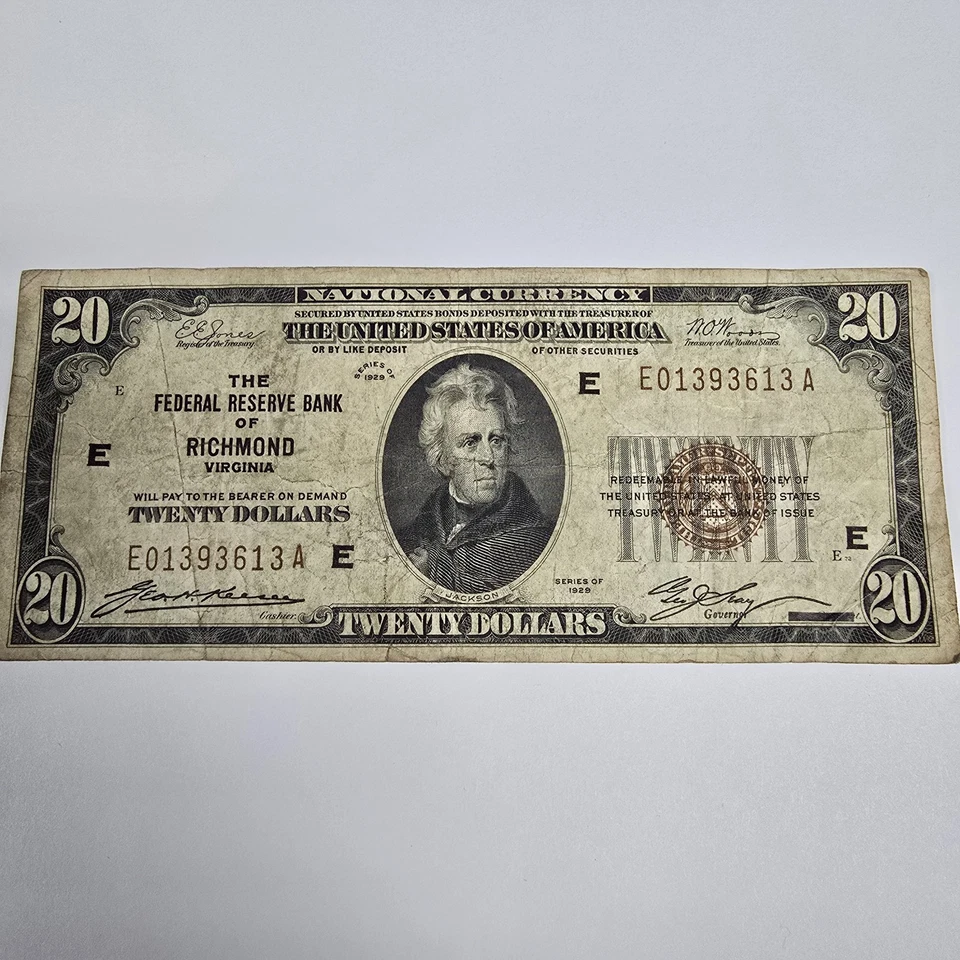 NATIONAL CURRENCY
SECURED BY UNITED STATES BONDS DEPOSITED WITH THE TREASURER OF
THE UNITED STATES OF AMERICA
OR BY LIKE DEPOSIT OF OTHER SECURITIES
20
20
E.E. Jones
Register of the Treasury.
W.O. Woods
Treasurer of the United States.
SERIES OF
1929
E
THE
FEDERAL RESERVE BANK
OF
RICHMOND
VIRGINIA
E
WILL PAY TO THE BEARER ON DEMAND
TWENTY DOLLARS
E01393613A
E
Cashier.
20
JACKSON
E
E01393613A
TWENTY
REDEEMABLE IN LAWFUL MONEY OF
THE UNITED STATES AT UNITED STATES
TREASURY OR AT THE BANK OF ISSUE
E
E
SERIES OF
1929
Governor
20
TWENTY DOLLARS